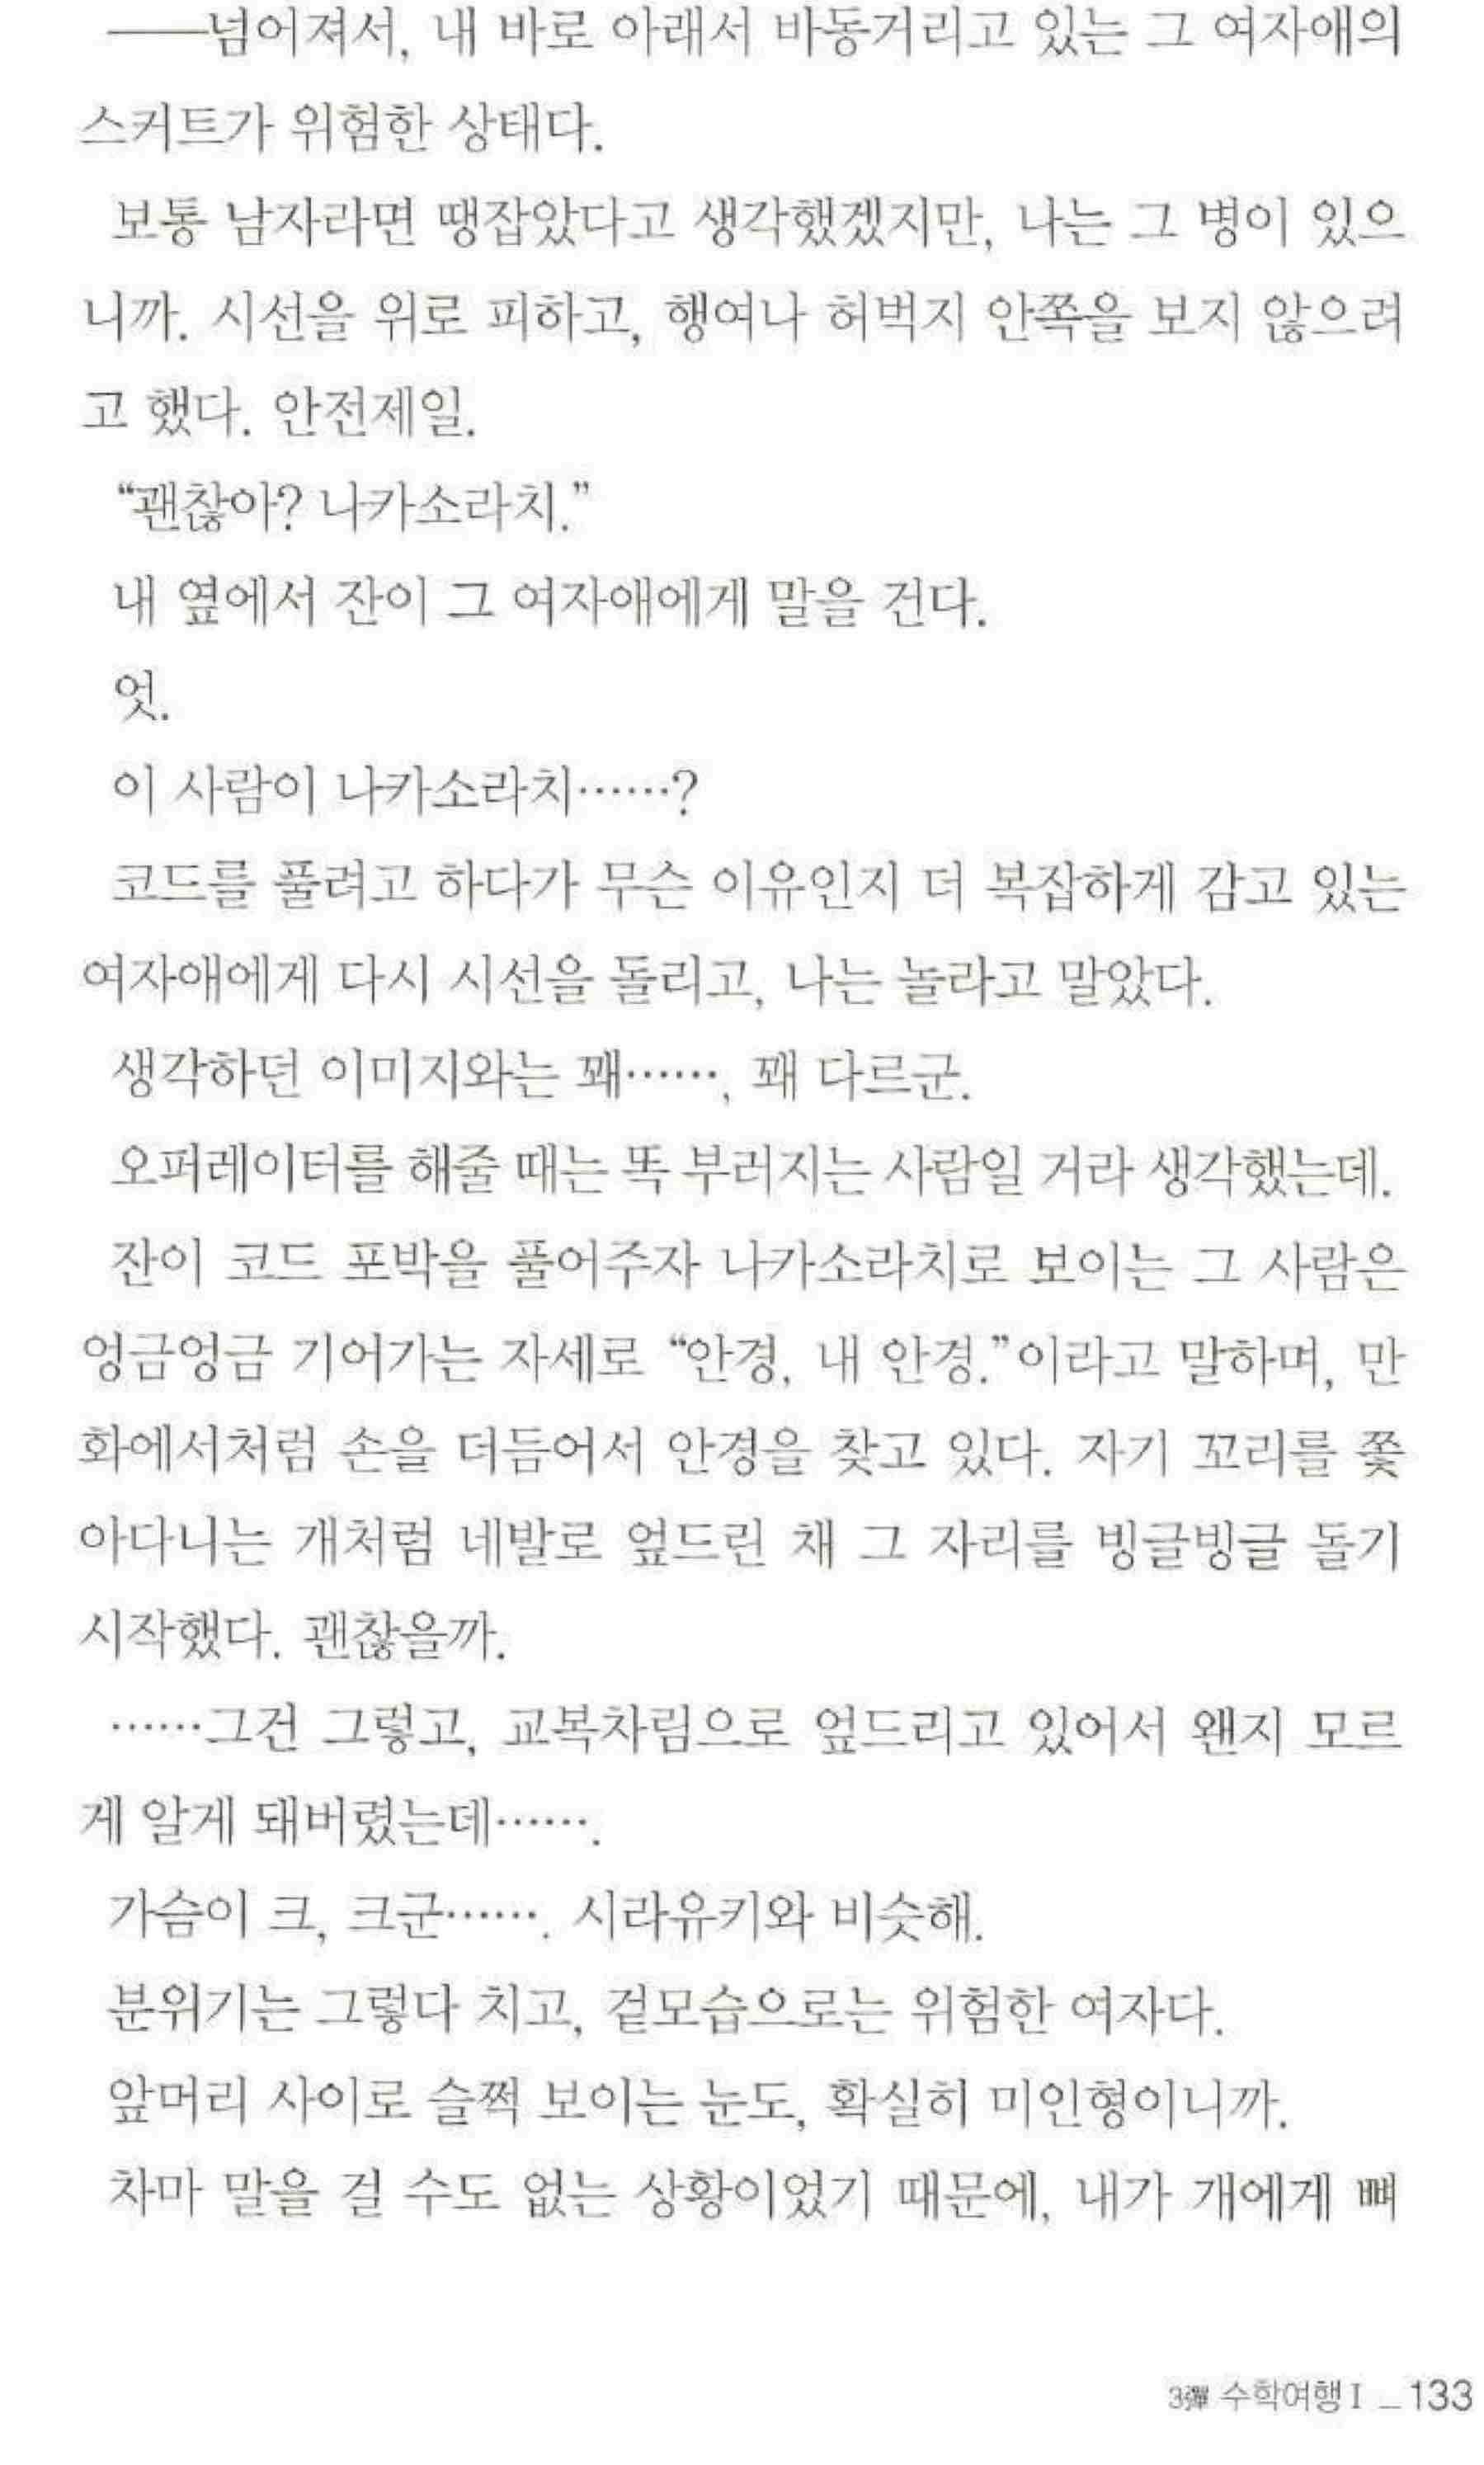 ──넘어져서, 내 바로 아래서 바동거리고 있는 그 여자애의
스커트가 위험한 상태다.
보통 남자라면 땡잡았다고 생각했겠지만, 나는 그 병이 있으
니까. 시선을 위로 피하고, 행여나 허벅지 안쪽을 보지 않으려
고 했다. 안전제일.
“괜찮아? 나카소라치.”
내 옆에서 잔이 그 여자애에게 말을 건다.
엇.
이 사람이 나카소라치……?
코드를 풀려고 하다가 무슨 이유인지 더 복잡하게 감고 있는
여자애에게 다시 시선을 돌리고, 나는 놀라고 말았다.
생각하던 이미지와는 꽤……, 꽤 다르군.
오퍼레이터를 해줄 때는 똑 부러지는 사람일 거라 생각했는데.
잔이 코드 포박을 풀어주자 나카소라치로 보이는 그 사람은
엉금엉금 기어가는 자세로 “안경, 내 안경.”이라고 말하며, 만
화에서처럼 손을 더듬어서 안경을 찾고 있다. 자기 꼬리를 쫓
아다니는 개처럼 네발로 엎드린 채 그 자리를 빙글빙글 돌기
시작했다. 괜찮을까.
……그건 그렇고, 교복차림으로 엎드리고 있어서 왠지 모르
게 알게 돼버렸는데…….
가슴이 크, 크군……. 시라유키와 비슷해.
분위기는 그렇다 치고, 겉모습으로는 위험한 여자다.
앞머리 사이로 슬쩍 보이는 눈도, 확실히 미인형이니까.
차마 말을 걸 수도 없는 상황이었기 때문에, 내가 개에게 뼈
3彈 수학여행Ⅰ _ 133